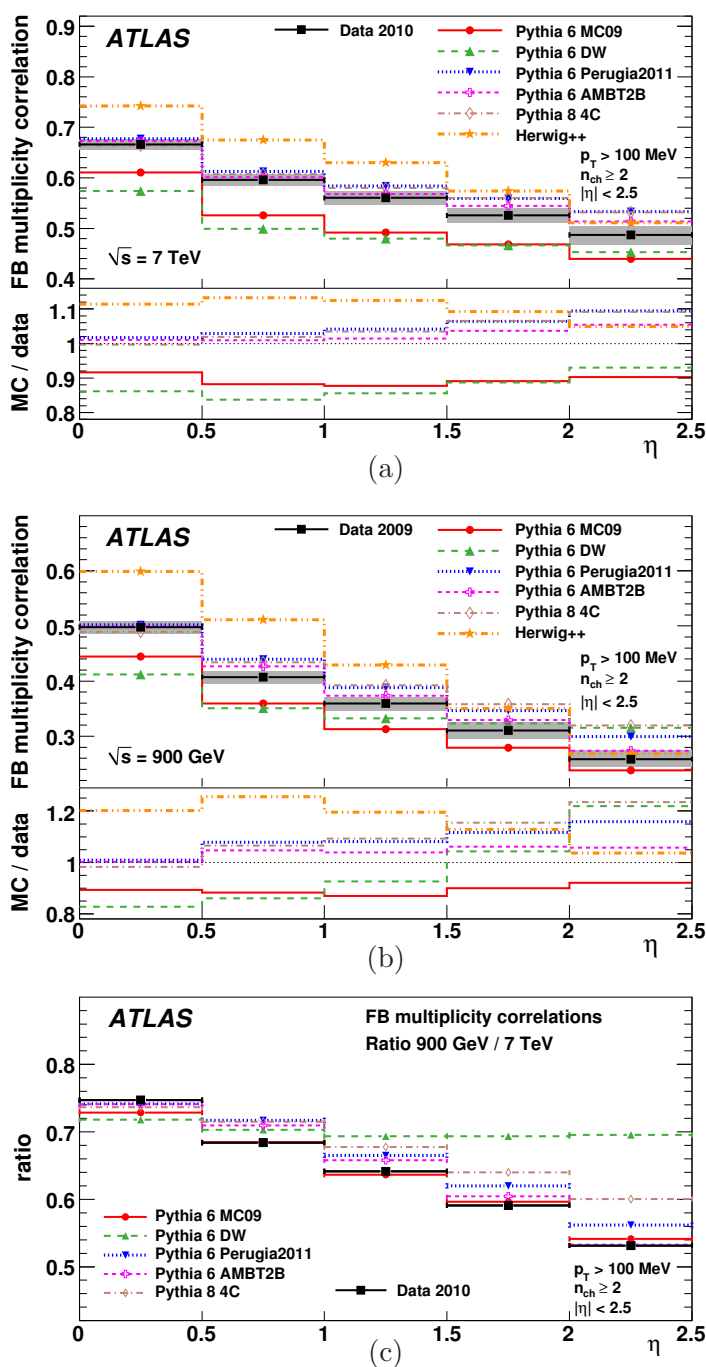 ATLAS
Data 2010
Pythia 6 MC09
Pythia 6 DW
Pythia 6 Perugia2011
Pythia 6 AMBT2B
Pythia 8 4C
Herwig++
p_T > 100 MeV
n_ch ≥ 2
|η| < 2.5
√s = 7 TeV
FB multiplicity correlation
0.9
0.8
0.7
0.6
0.5
0.4
MC / data
1.1
1
0.9
0.8
0 0.5 1 1.5 2 2.5
η
(a)
ATLAS
Data 2009
Pythia 6 MC09
Pythia 6 DW
Pythia 6 Perugia2011
Pythia 6 AMBT2B
Pythia 8 4C
Herwig++
p_T > 100 MeV
n_ch ≥ 2
|η| < 2.5
√s = 900 GeV
FB multiplicity correlation
0.6
0.5
0.4
0.3
MC / data
1.2
1
0.8
0 0.5 1 1.5 2 2.5
η
(b)
ATLAS
FB multiplicity correlations
Ratio 900 GeV / 7 TeV
ratio
0.8
0.7
0.6
0.5
Pythia 6 MC09
Pythia 6 DW
Pythia 6 Perugia2011
Pythia 6 AMBT2B
Pythia 8 4C
Data 2010
p_T > 100 MeV
n_ch ≥ 2
|η| < 2.5
0 0.5 1 1.5 2 2.5
η
(c)